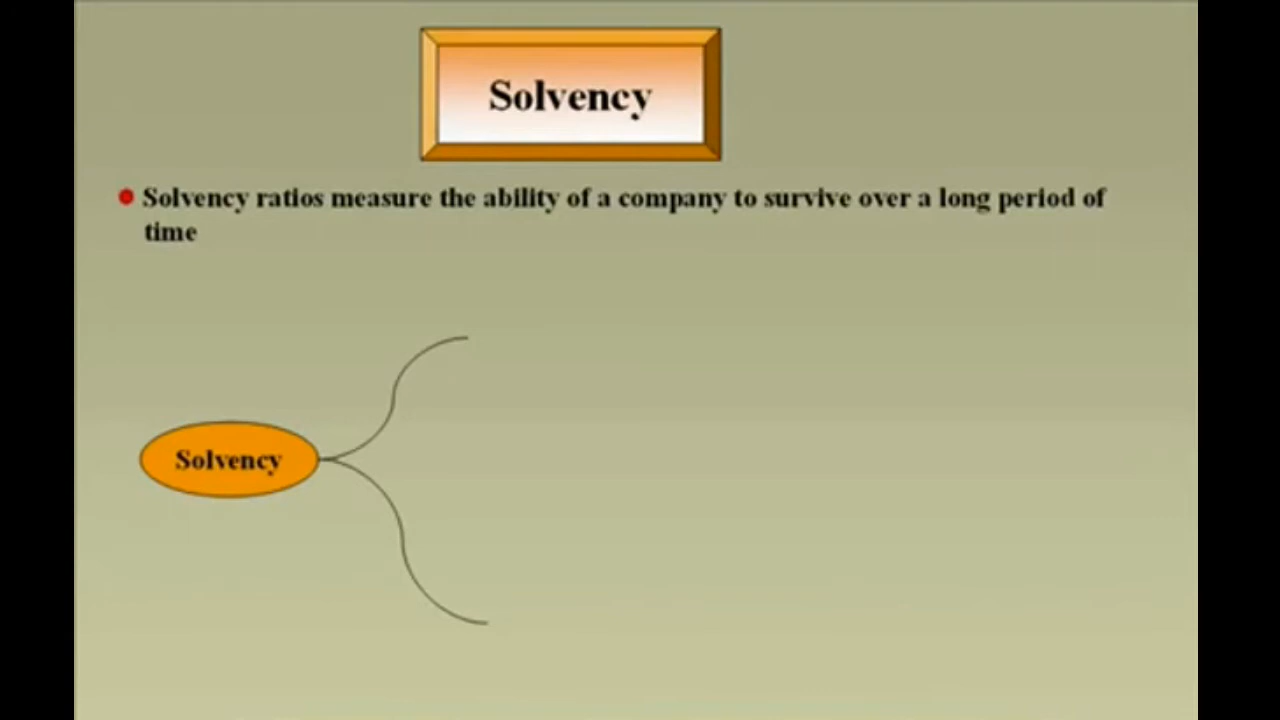 Solvency
Solvency ratios measure the ability of a company to survive over a long period of
time
Solvency